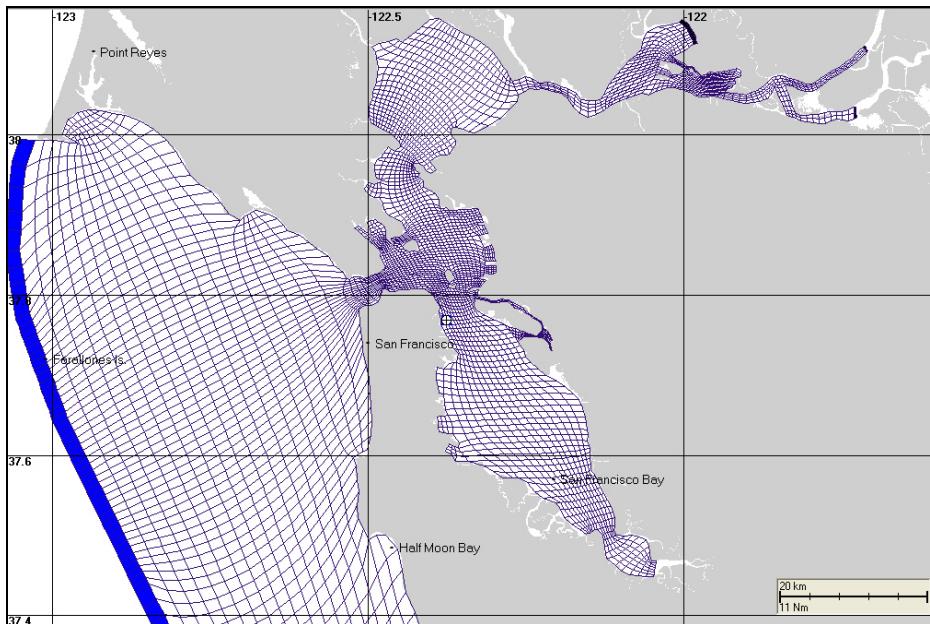 123
122.5
122
Point Reyes
38
37.8
San Francisco
Farallones Is.
37.6
San Francisco Bay
Half Moon Bay
20 km
11 Nm
37.4